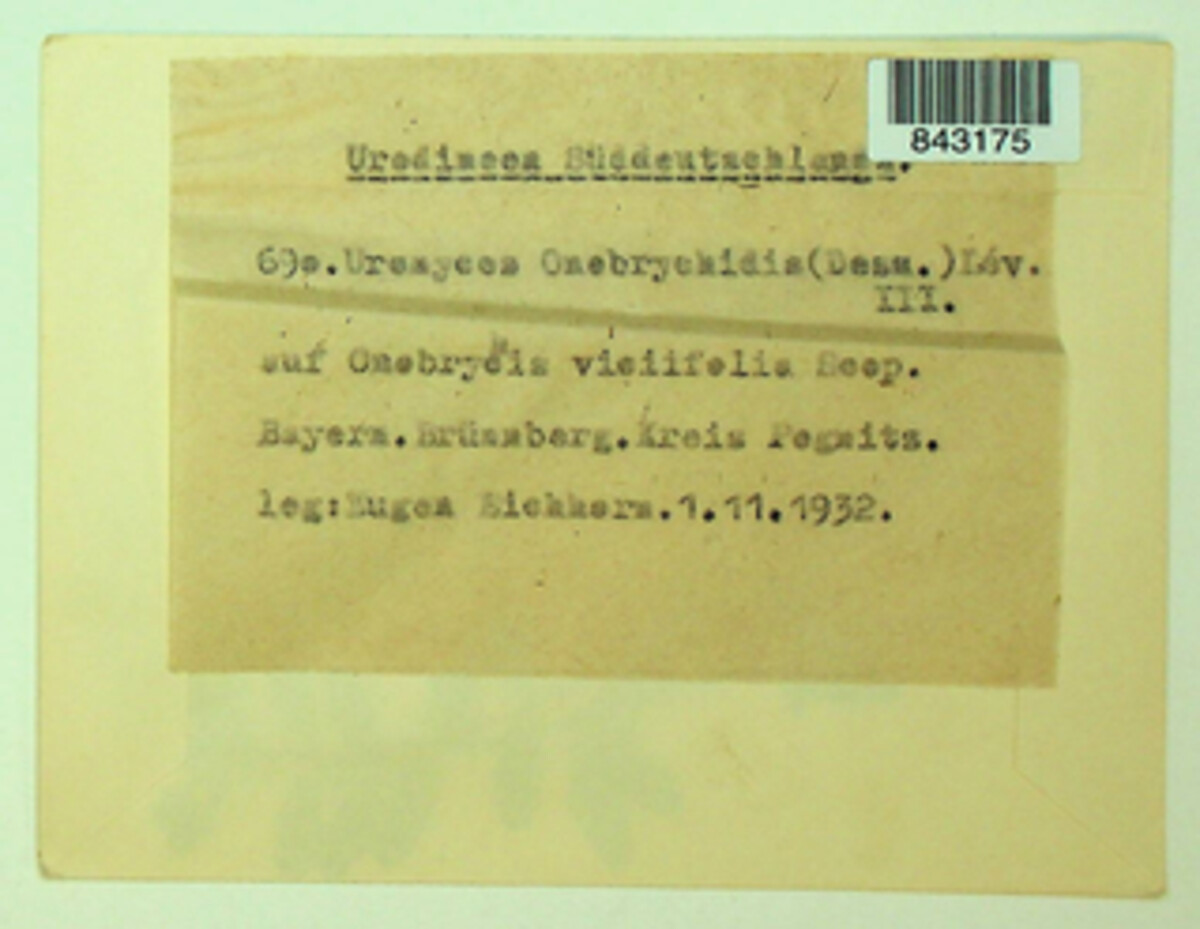 843175
Uredineen Süddeutschlands.
69c. Uromyces Onobrychidis (Desm.) Lév.
III.
auf Onobrychis viciifolia Scop.
Bayern. Brünnberg. Kreis Pegnitz.
leg: Eugen Eichhorn. 1.11.1932.